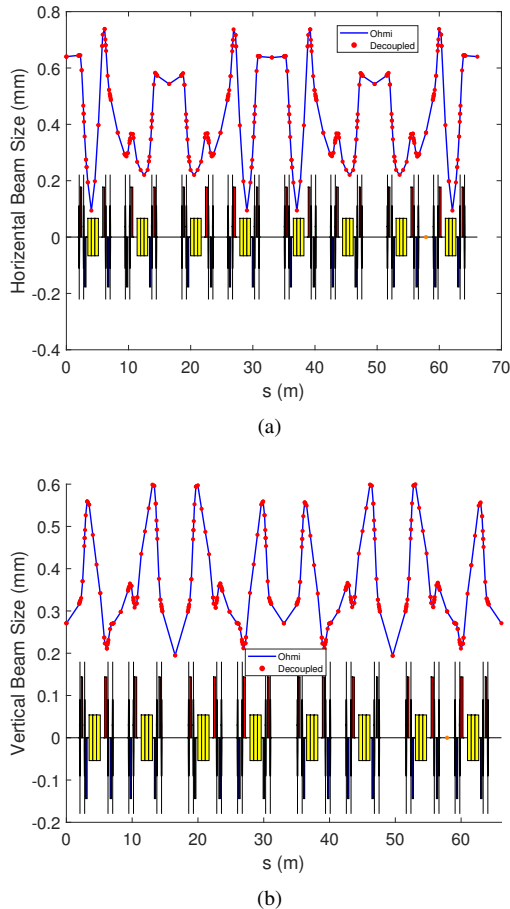 0.8
0.6
0.4
0.2
0
-0.2
-0.4
Horizental Beam Size (mm)
Ohmi
Decoupled
0 10 20 30 40 50 60 70
s (m)
(a)
0.6
0.5
0.4
0.3
0.2
0.1
0
-0.1
-0.2
Vertical Beam Size (mm)
Ohmi
Decoupled
0 10 20 30 40 50 60
s (m)
(b)